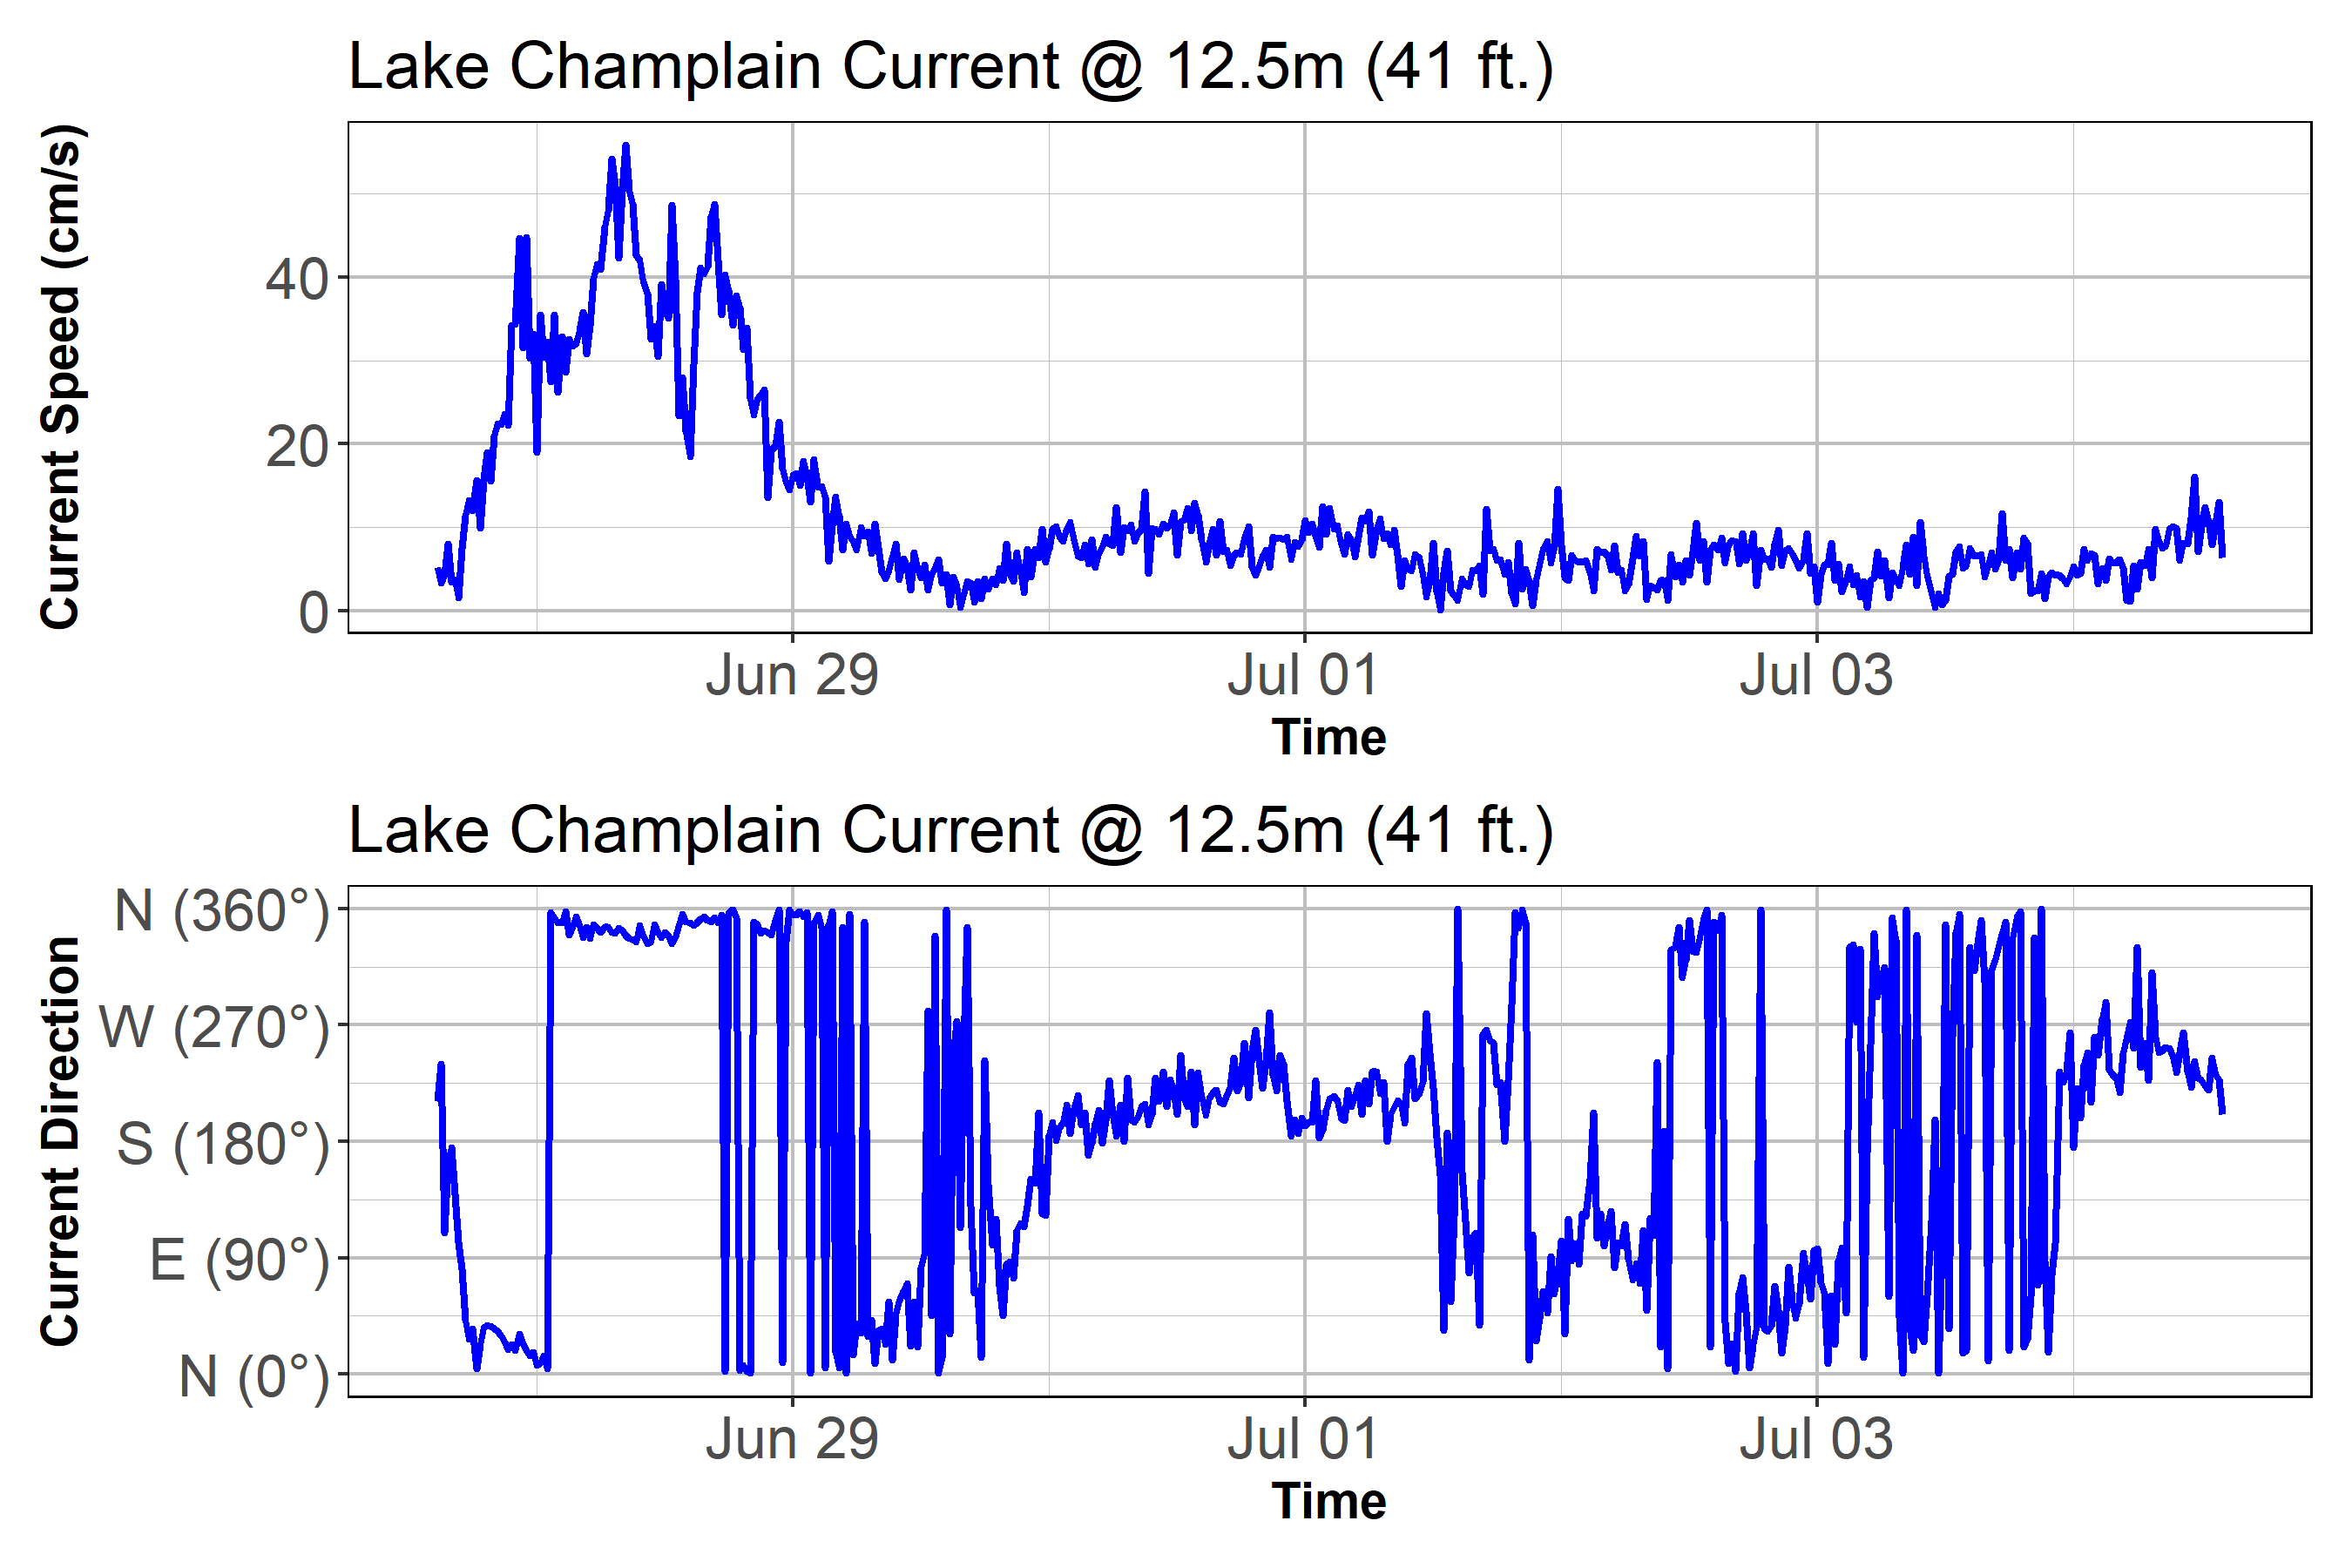 Lake Champlain Current @ 12.5m (41 ft.)
Current Speed (cm/s)
40
20
0
Jun 29
Jul 01
Jul 03
Time
Lake Champlain Current @ 12.5m (41 ft.)
Current Direction
N (360°)
W (270°)
S (180°)
E (90°)
N (0°)
Jun 29
Jul 01
Jul 03
Time